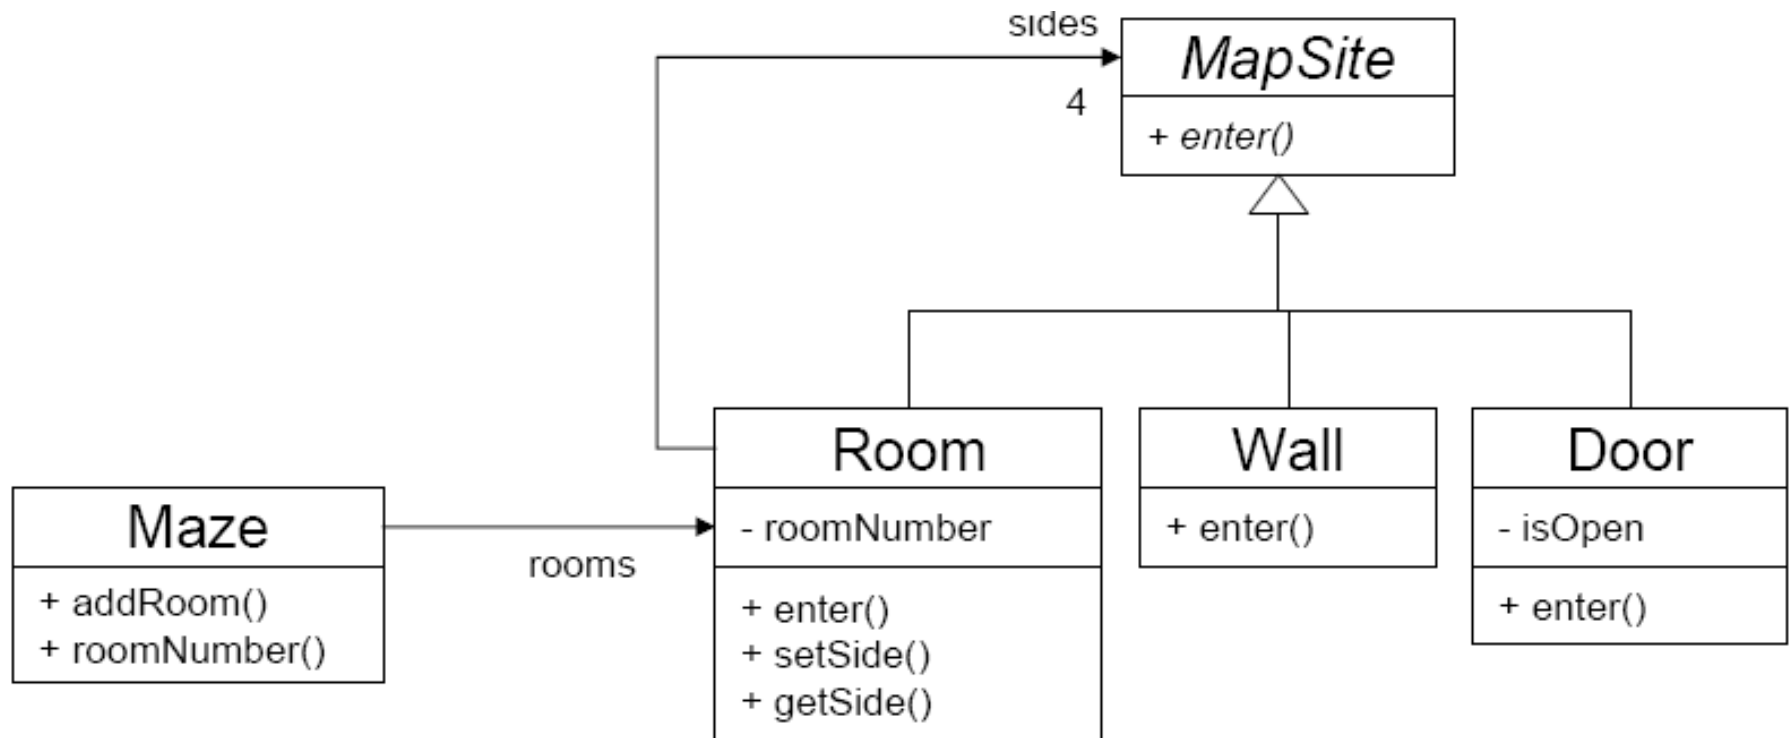 sides
MapSite
4
+ enter()
Room
Wall
Door
Maze
- roomNumber
+ enter()
- isOpen
rooms
+ addRoom()
+ roomNumber()
+ enter()
+ setSide()
+ getSide()
+ enter()